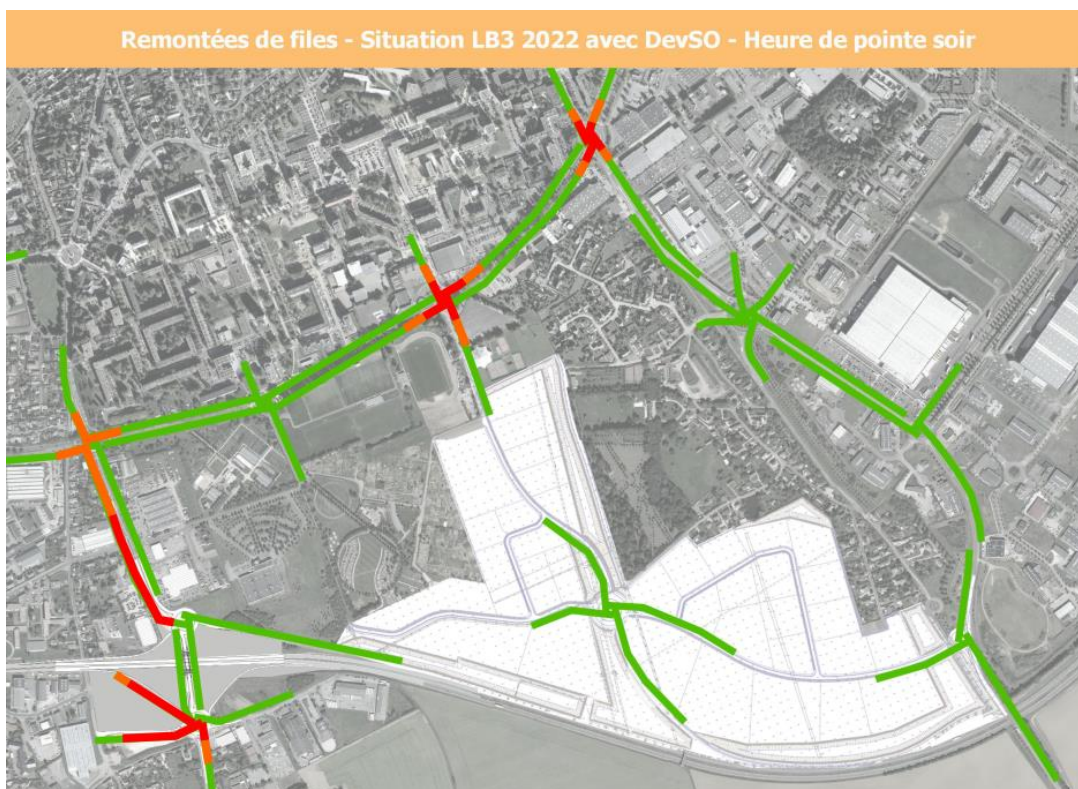 Remontées de files - Situation LB3 2022 avec DevSO - Heure de pointe soir